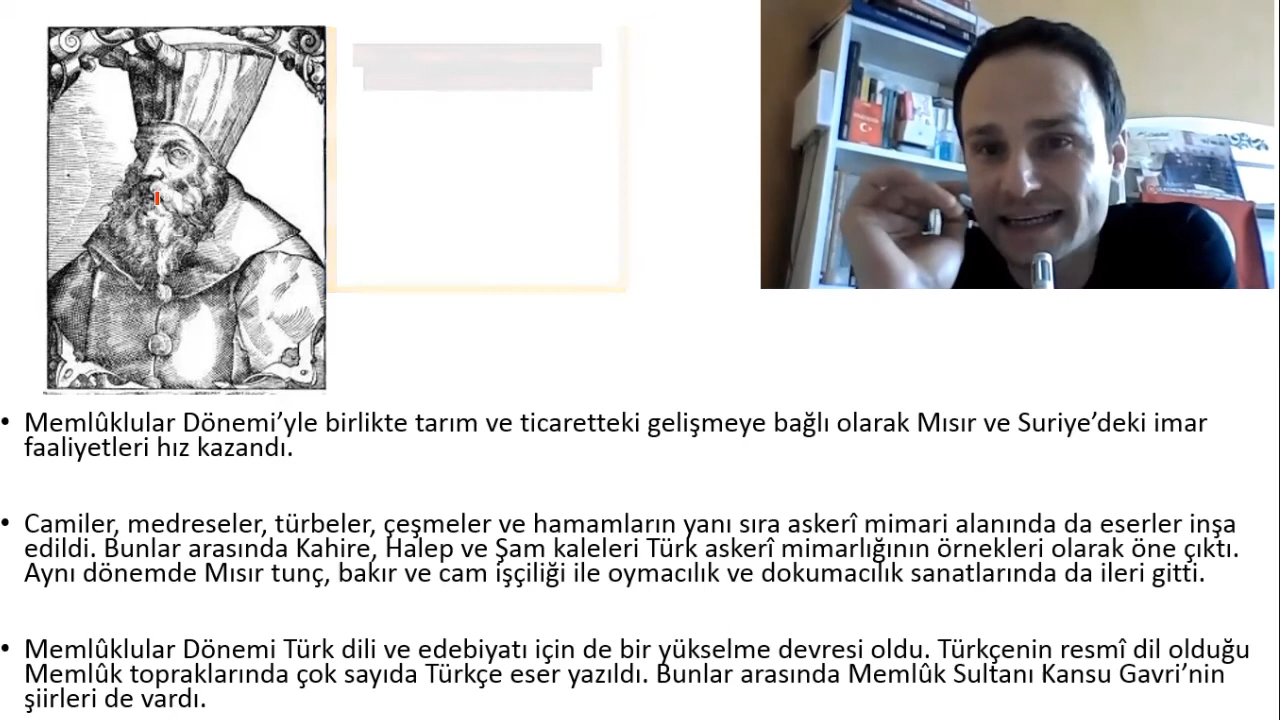 • Memlûklular Dönemi’yle birlikte tarım ve ticaretteki gelişmeye bağlı olarak Mısır ve Suriye’deki imar
faaliyetleri hız kazandı.
• Camiler, medreseler, türbeler, çeşmeler ve hamamların yanı sıra askerî mimari alanında da eserler inşa
edildi. Bunlar arasında Kahire, Halep ve Şam kaleleri Türk askerî mimarlığının örnekleri olarak öne çıktı.
Aynı dönemde Mısır tunç, bakır ve cam işçiliği ile oymacılık ve dokumacılık sanatlarında da ileri gitti.
• Memlûklular Dönemi Türk dili ve edebiyatı için de bir yükselme devresi oldu. Türkçenin resmî dil olduğu
Memlûk topraklarında çok sayıda Türkçe eser yazıldı. Bunlar arasında Memlûk Sultanı Kansu Gavri’nin
şiirleri de vardı.